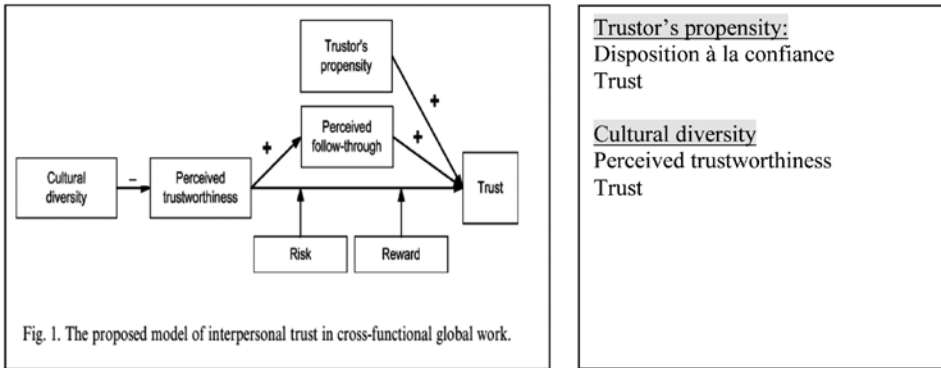 Trustor's
propensity
+
Perceived
follow-through
+
+
Cultural
diversity
–
Perceived
trustworthiness
Trust
Risk
Reward
Fig. 1. The proposed model of interpersonal trust in cross-functional global work.
Trustor's propensity:
Disposition à la confiance
Trust
Cultural diversity
Perceived trustworthiness
Trust